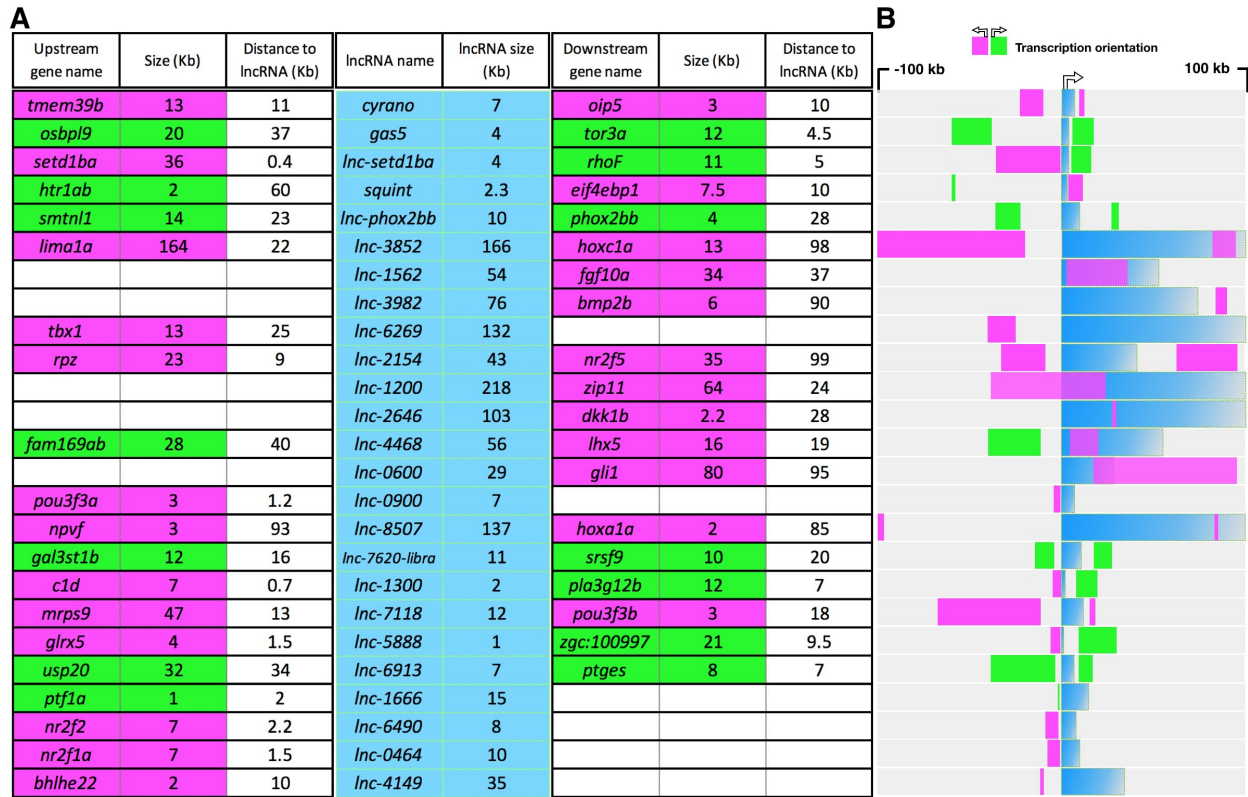 A
B
Upstream gene name Size (Kb) Distance to lncRNA (Kb) lncRNA name lncRNA size (Kb) Downstream gene name Size (Kb) Distance to lncRNA (Kb)
Transcription orientation
-100 kb 100 kb
tmem39b 13 11 cyrano 7 oip5 3 10
osbpl9 20 37 gas5 4 tor3a 12 4.5
setd1ba 36 0.4 lnc-setd1ba 4 rhoF 11 5
htr1ab 2 60 squint 2.3 eif4ebp1 7.5 10
smtnl1 14 23 lnc-phox2bb 10 phox2bb 4 28
lima1a 164 22 lnc-3852 166 hoxc1a 13 98
lnc-1562 54 fgf10a 34 37
lnc-3982 76 bmp2b 6 90
tbx1 13 25 lnc-6269 132
rpz 23 9 lnc-2154 43 nr2f5 35 99
lnc-1200 218 zip11 64 24
lnc-2646 103 dkk1b 2.2 28
fam169ab 28 40 lnc-4468 56 lhx5 16 19
lnc-0600 29 gli1 80 95
pou3f3a 3 1.2 lnc-0900 7
npvf 3 93 lnc-8507 137 hoxa1a 2 85
gal3st1b 12 16 lnc-7620-libra 11 srsf9 10 20
c1d 7 0.7 lnc-1300 2 pla3g12b 12 7
mrps9 47 13 lnc-7118 12 pou3f3b 3 18
glrx5 4 1.5 lnc-5888 1 zgc:100997 21 9.5
usp20 32 34 lnc-6913 7 ptges 8 7
ptf1a 1 2 lnc-1666 15
nr2f2 7 2.2 lnc-6490 8
nr2f1a 7 1.5 lnc-0464 10
bhlhe22 2 10 lnc-4149 35